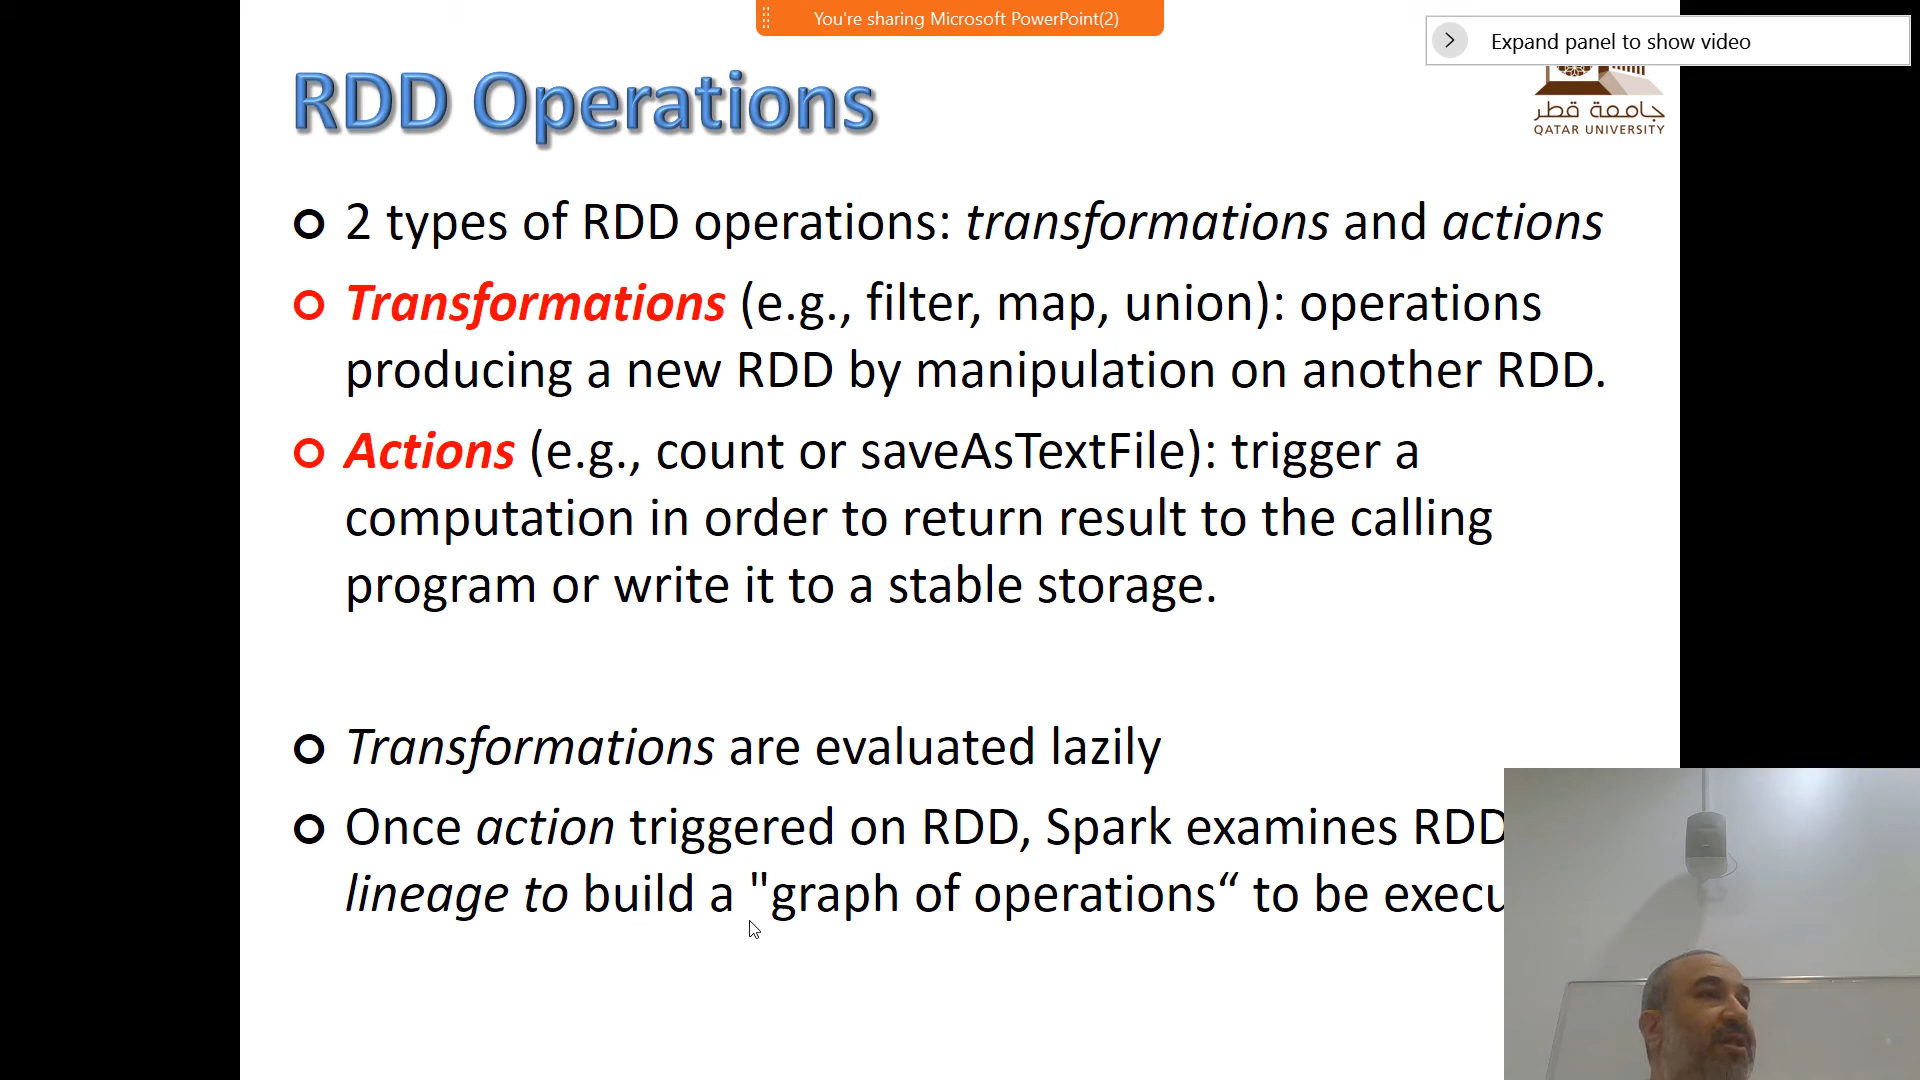 You're sharing Microsoft PowerPoint(2)
Expand panel to show video
RDD Operations
جامعة قطر
QATAR UNIVERSITY
2 types of RDD operations: transformations and actions
Transformations (e.g., filter, map, union): operations
producing a new RDD by manipulation on another RDD.
Actions (e.g., count or saveAsTextFile): trigger a
computation in order to return result to the calling
program or write it to a stable storage.
Transformations are evaluated lazily
Once action triggered on RDD, Spark examines RDD
lineage to build a "graph of operations“ to be execu